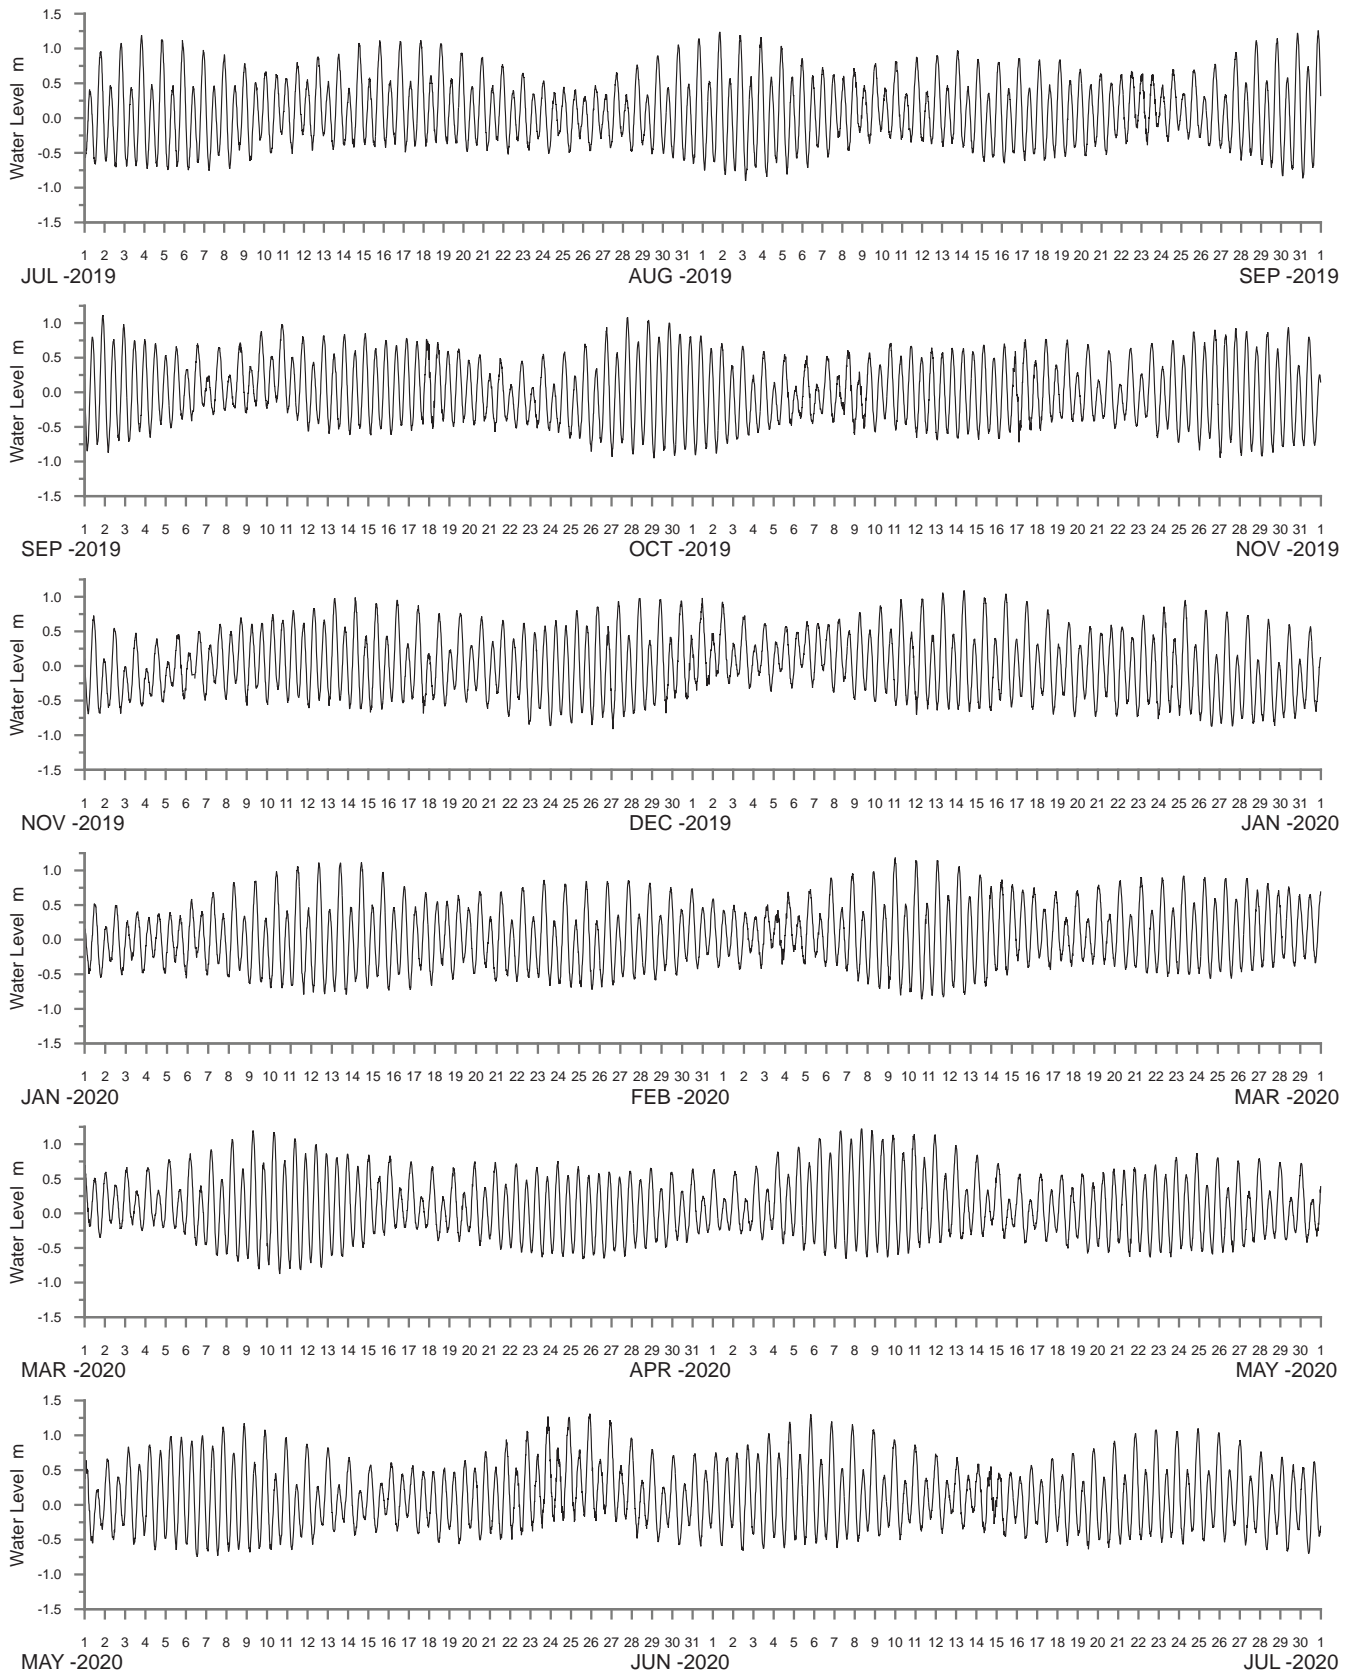 1.5
1.0
0.5
0.0
-0.5
-1.0
-1.5
Water Level m
1 2 3 4 5 6 7 8 9 10 11 12 13 14 15 16 17 18 19 20 21 22 23 24 25 26 27 28 29 30 31 1 2 3 4 5 6 7 8 9 10 11 12 13 14 15 16 17 18 19 20 21 22 23 24 25 26 27 28 29 30 31 1
JUL -2019 AUG -2019 SEP -2019
1.0
0.5
0.0
-0.5
-1.0
-1.5
Water Level m
1 2 3 4 5 6 7 8 9 10 11 12 13 14 15 16 17 18 19 20 21 22 23 24 25 26 27 28 29 30 1 2 3 4 5 6 7 8 9 10 11 12 13 14 15 16 17 18 19 20 21 22 23 24 25 26 27 28 29 30 31 1
SEP -2019 OCT -2019 NOV -2019
1.0
0.5
0.0
-0.5
-1.0
-1.5
Water Level m
1 2 3 4 5 6 7 8 9 10 11 12 13 14 15 16 17 18 19 20 21 22 23 24 25 26 27 28 29 30 1 2 3 4 5 6 7 8 9 10 11 12 13 14 15 16 17 18 19 20 21 22 23 24 25 26 27 28 29 30 31 1
NOV -2019 DEC -2019 JAN -2020
1.0
0.5
0.0
-0.5
-1.0
-1.5
Water Level m
1 2 3 4 5 6 7 8 9 10 11 12 13 14 15 16 17 18 19 20 21 22 23 24 25 26 27 28 29 30 31 1 2 3 4 5 6 7 8 9 10 11 12 13 14 15 16 17 18 19 20 21 22 23 24 25 26 27 28 29 1
JAN -2020 FEB -2020 MAR -2020
1.0
0.5
0.0
-0.5
-1.0
-1.5
Water Level m
1 2 3 4 5 6 7 8 9 10 11 12 13 14 15 16 17 18 19 20 21 22 23 24 25 26 27 28 29 30 31 1 2 3 4 5 6 7 8 9 10 11 12 13 14 15 16 17 18 19 20 21 22 23 24 25 26 27 28 29 30 1
MAR -2020 APR -2020 MAY -2020
1.5
1.0
0.5
0.0
-0.5
-1.0
-1.5
Water Level m
1 2 3 4 5 6 7 8 9 10 11 12 13 14 15 16 17 18 19 20 21 22 23 24 25 26 27 28 29 30 31 1 2 3 4 5 6 7 8 9 10 11 12 13 14 15 16 17 18 19 20 21 22 23 24 25 26 27 28 29 30 1
MAY -2020 JUN -2020 JUL -2020